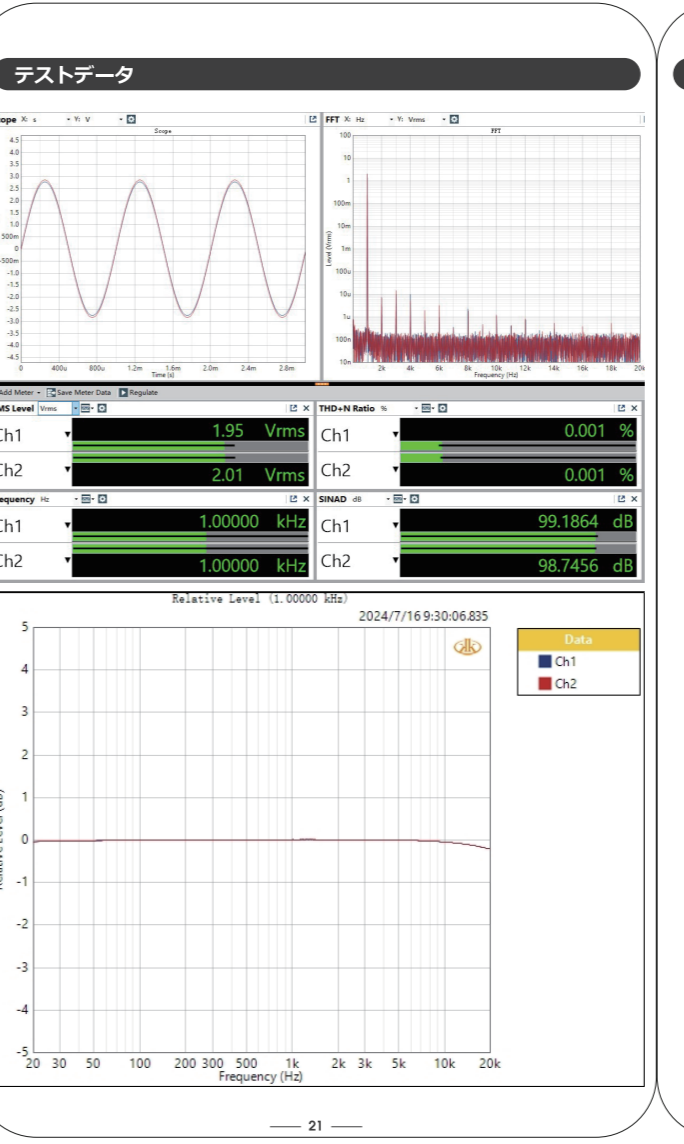 テストデータ
X: s
Y: V
FFT X: Hz
Y: Vrms
Scope
FFT
4.5
4.0
3.5
3.0
2.5
2.0
1.5
1.0
500m
0
-1.0
-1.5
-2.0
-2.5
-3.0
-3.5
-4.0
-4.5
0 400u 800u 1.2m 1.6m 2.0m 2.4m 2.8m
Time (s)
Level (Vrms)
100
10
1
100m
10m
1m
100u
10u
1u
100n
10n
2k 4k 6k 8k 10k 12k 14k 16k 18k 20k
Frequency (Hz)
Add Meter
Save Meter Data
Regulate
Level Vrms
1.95 Vrms
Ch2
2.01 Vrms
THD+N Ratio %
Ch1
0.001 %
Ch2
0.001 %
Hz
1.00000 kHz
1.00000 kHz
SINAD dB
Ch1
99.1864 dB
Ch2
98.7456 dB
Relative Level (1.00000 kHz)
2024/7/16 9:30:06.835
Data
Ch1
Ch2
5
4
3
2
1
0
-1
-2
-3
-4
-5
20 30 50 100 200 300 500 1k 2k 3k 5k 10k 20k
Frequency (Hz)
21